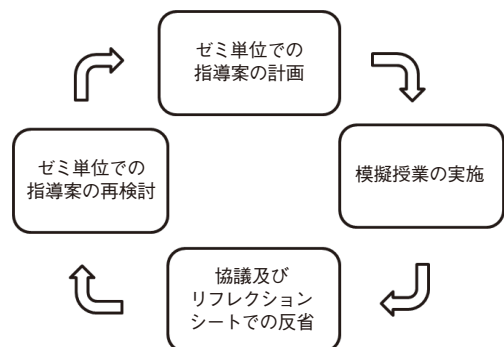 ゼミ単位での
指導案の計画
模擬授業の実施
協議及び
リフレクション
シートでの反省
ゼミ単位での
指導案の再検討